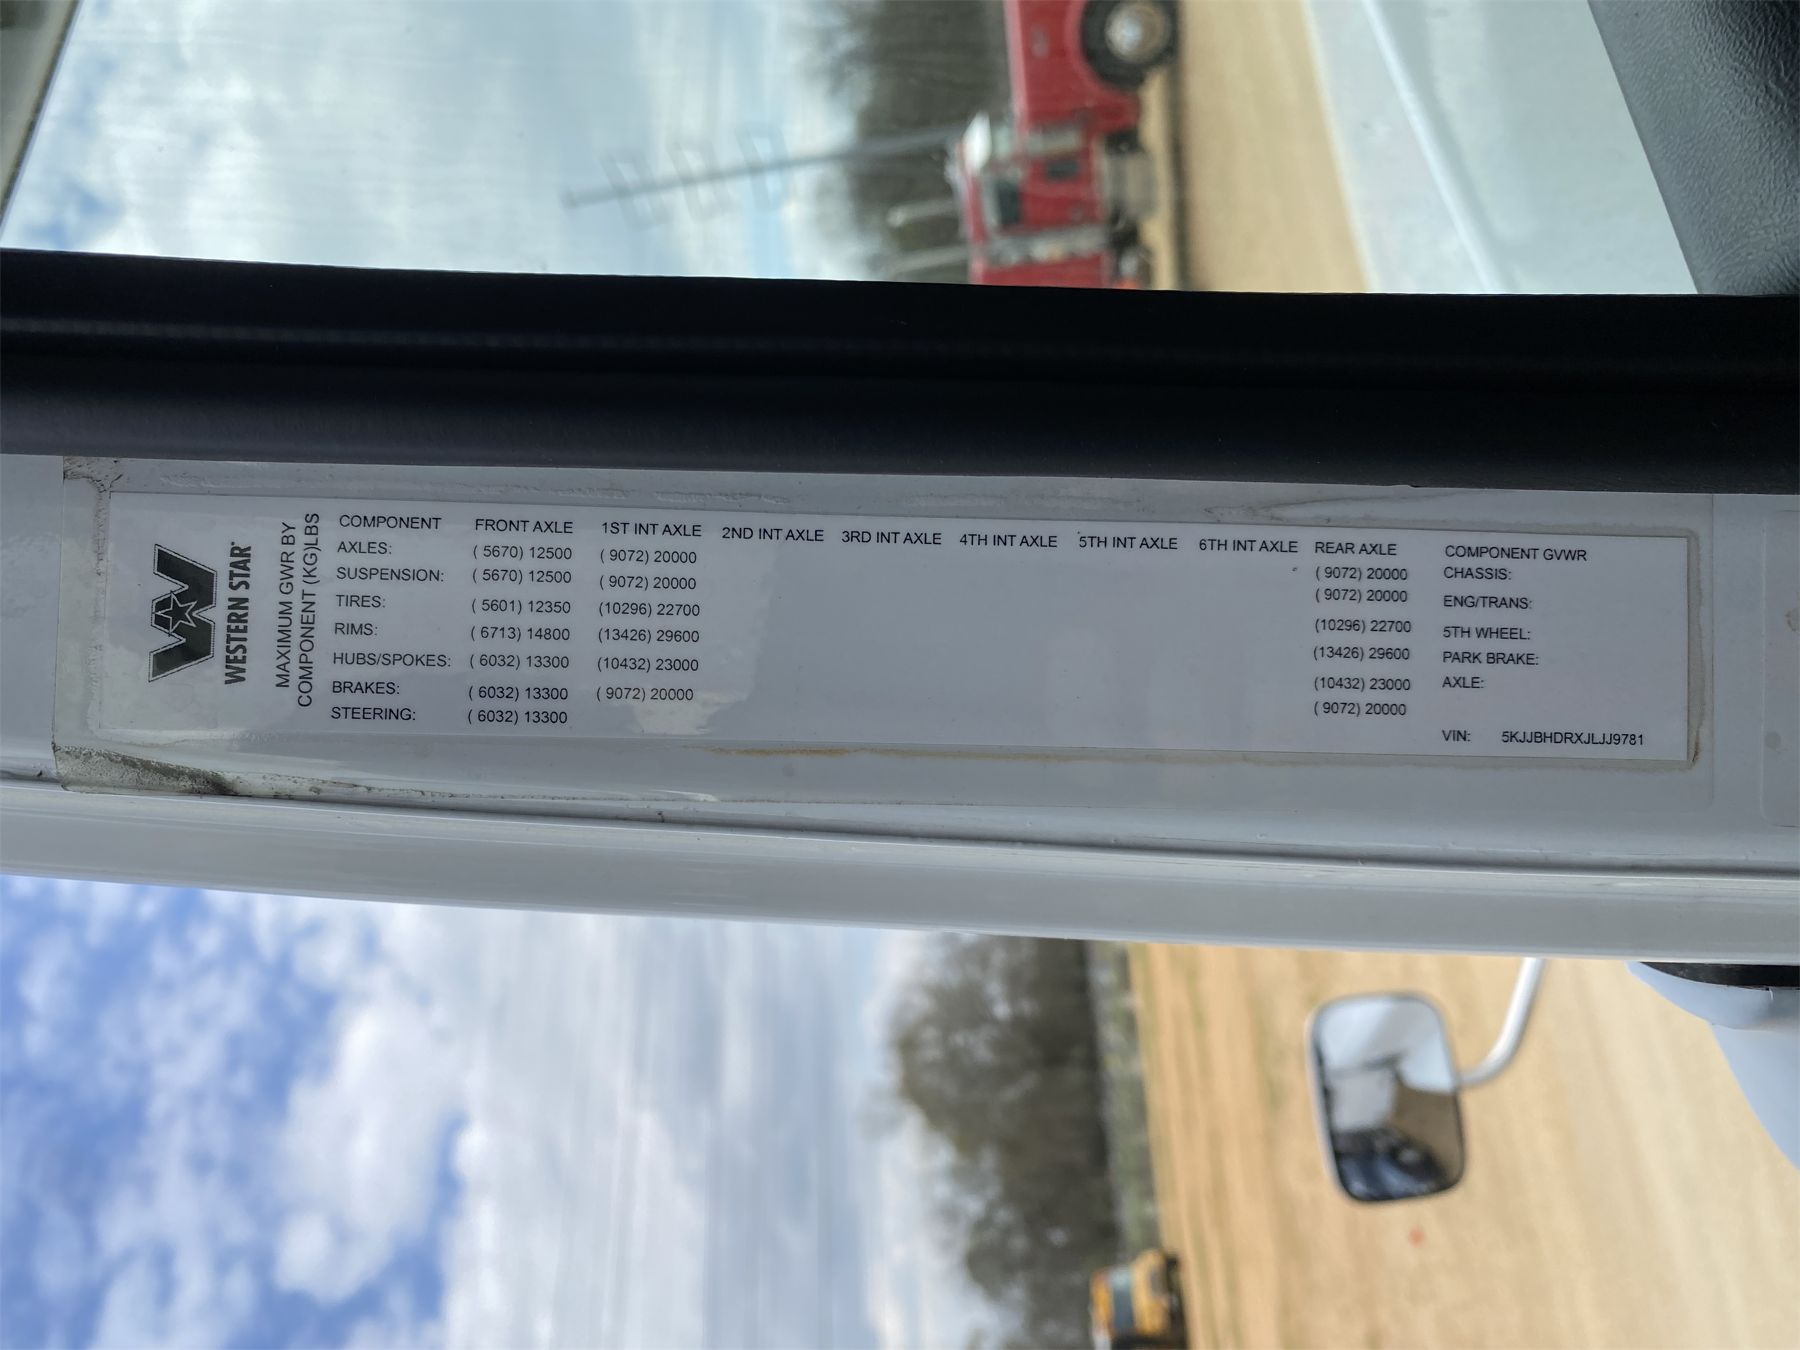 WESTERN STAR
MAXIMUM GWR BY
COMPONENT (KG)LBS
COMPONENT FRONT AXLE 1ST INT AXLE 2ND INT AXLE 3RD INT AXLE 4TH INT AXLE 5TH INT AXLE 6TH INT AXLE REAR AXLE COMPONENT GVWR
AXLES: ( 5670) 12500 ( 9072) 20000 ( 9072) 20000 CHASSIS:
SUSPENSION: ( 5670) 12500 ( 9072) 20000 ( 9072) 20000 ENG/TRANS:
TIRES: ( 5601) 12350 (10296) 22700 (10296) 22700 5TH WHEEL:
RIMS: ( 6713) 14800 (13426) 29600 (13426) 29600 PARK BRAKE:
HUBS/SPOKES: ( 6032) 13300 (10432) 23000 (10432) 23000 AXLE:
BRAKES: ( 6032) 13300 ( 9072) 20000 ( 9072) 20000
STEERING: ( 6032) 13300
VIN: 5KJJBHDRXJLJJ9781